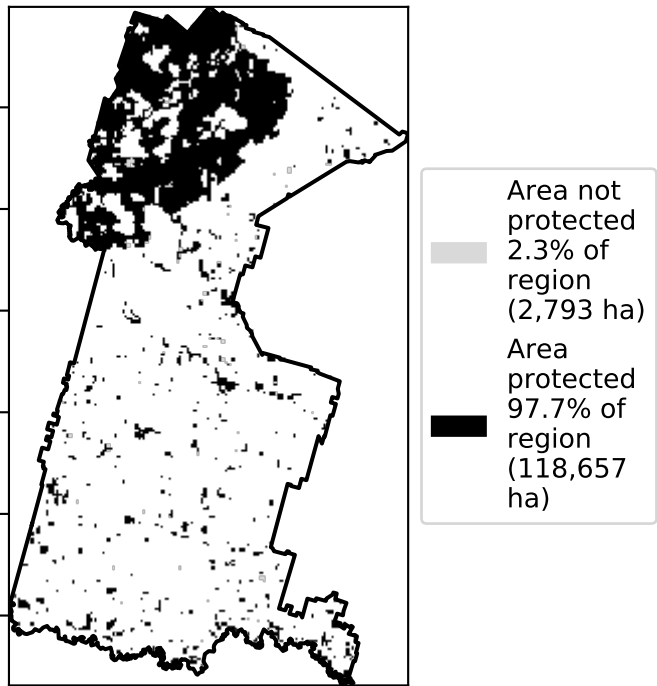 Area not
protected
2.3% of
region
(2,793 ha)
Area
protected
97.7% of
region
(118,657
ha)